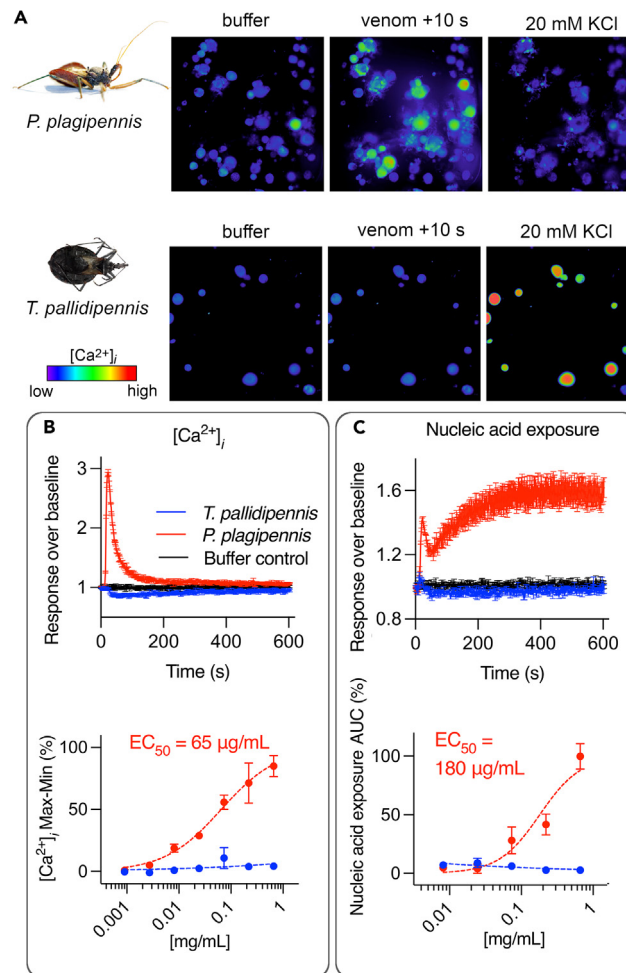 A
buffer
venom +10 s
20 mM KCl
P. plagipennis
buffer
venom +10 s
20 mM KCl
T. pallidipennis
[Ca²⁺]i
low
high
B
[Ca²⁺]i
Response over baseline
3
2
1
T. pallidipennis
P. plagipennis
Buffer control
0
200
400
600
Time (s)
[Ca²⁺]i Max-Min (%)
100
50
0
EC₅₀ = 65 µg/mL
0.001
0.01
0.1
1
[mg/mL]
C
Nucleic acid exposure
Response over baseline
1.6
1.2
0.8
0
200
400
600
Time (s)
Nucleic acid exposure AUC (%)
100
50
0
EC₅₀ =
180 µg/mL
0.01
0.1
1
[mg/mL]